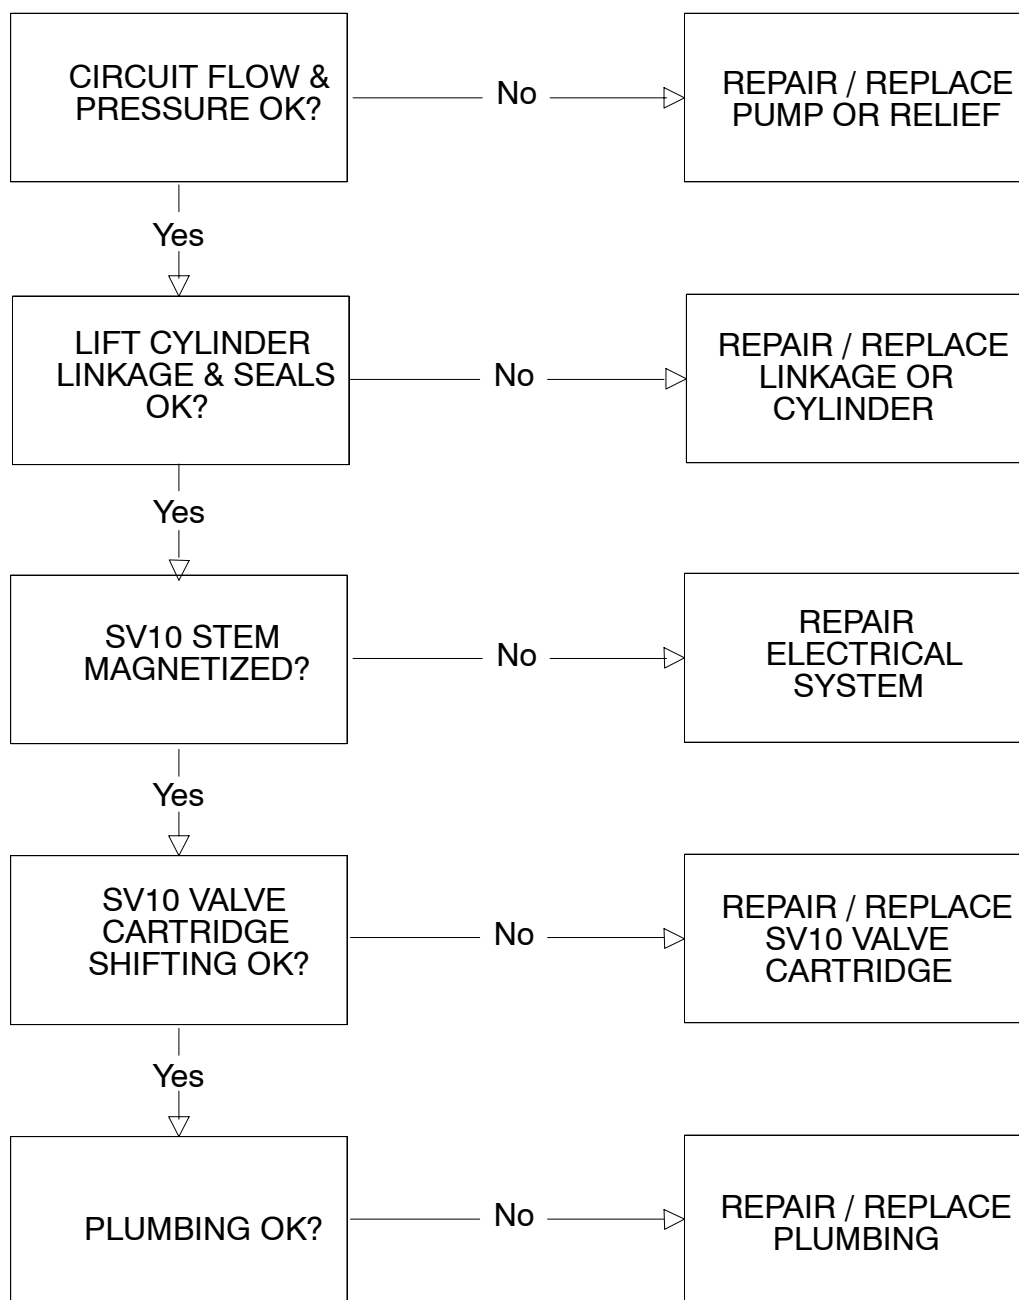 CIRCUIT FLOW &
PRESSURE OK?
No
REPAIR / REPLACE
PUMP OR RELIEF
Yes
LIFT CYLINDER
LINKAGE & SEALS
OK?
No
REPAIR / REPLACE
LINKAGE OR
CYLINDER
Yes
SV10 STEM
MAGNETIZED?
No
REPAIR
ELECTRICAL
SYSTEM
Yes
SV10 VALVE
CARTRIDGE
SHIFTING OK?
No
REPAIR / REPLACE
SV10 VALVE
CARTRIDGE
Yes
PLUMBING OK?
No
REPAIR / REPLACE
PLUMBING